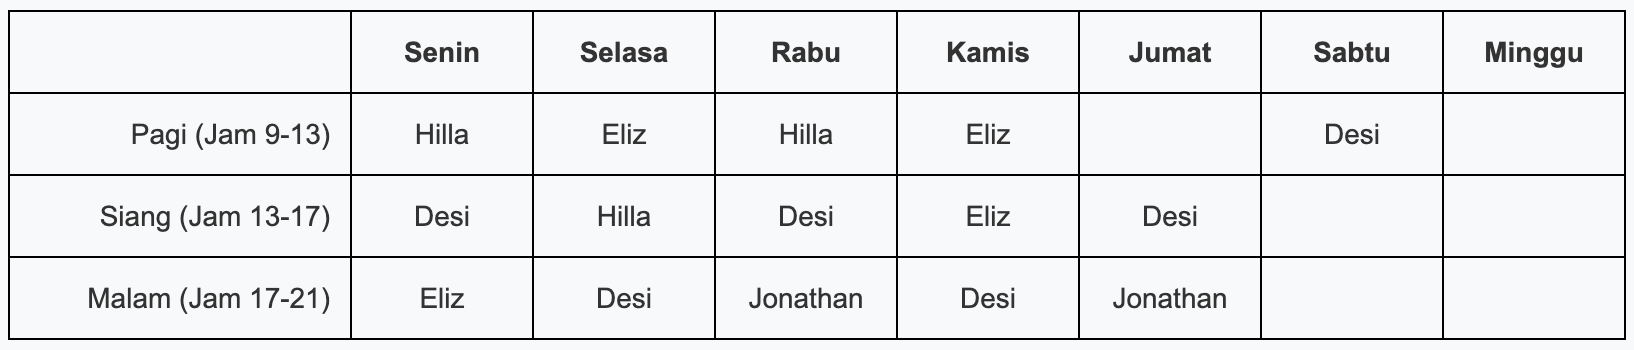 Senin Selasa Rabu Kamis Jumat Sabtu Minggu
Pagi (Jam 9-13) Hilla Eliz Hilla Eliz Desi
Siang (Jam 13-17) Desi Hilla Desi Eliz Desi
Malam (Jam 17-21) Eliz Desi Jonathan Desi Jonathan